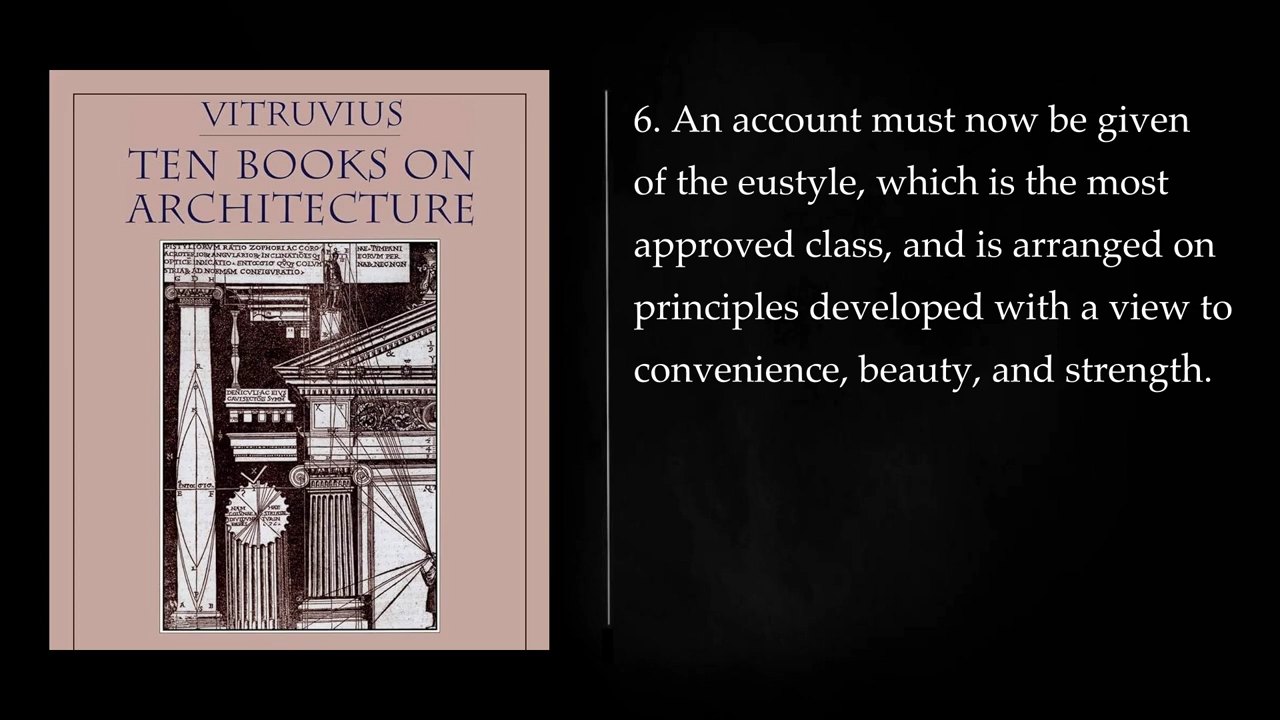 VITRUVIUS
TEN BOOKS ON
ARCHITECTURE
6. An account must now be given
of the eustyle, which is the most
approved class, and is arranged on
principles developed with a view to
convenience, beauty, and strength.